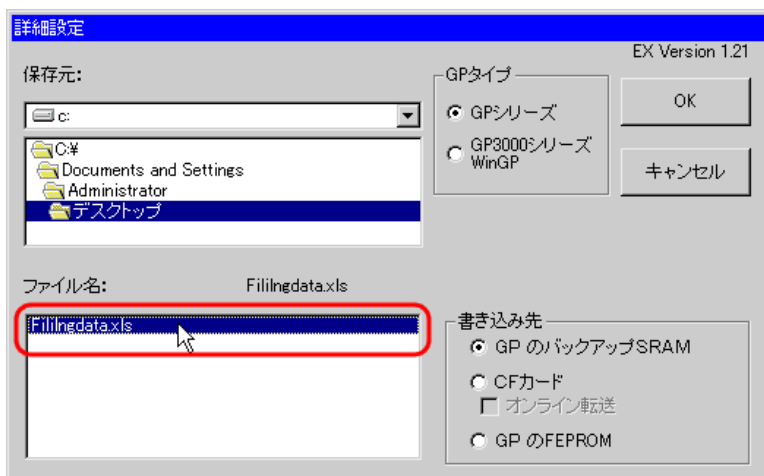 詳細設定
EX Version 1.21
保存元:
c:
C:¥
Documents and Settings
Administrator
デスクトップ
GPタイプ
GPシリーズ
GP3000シリーズ
WinGP
OK
キャンセル
ファイル名:
Fililngdata.xls
Fililngdata.xls
書き込み先
GP のバックアップSRAM
CFカード
オンライン転送
GP のFEPROM